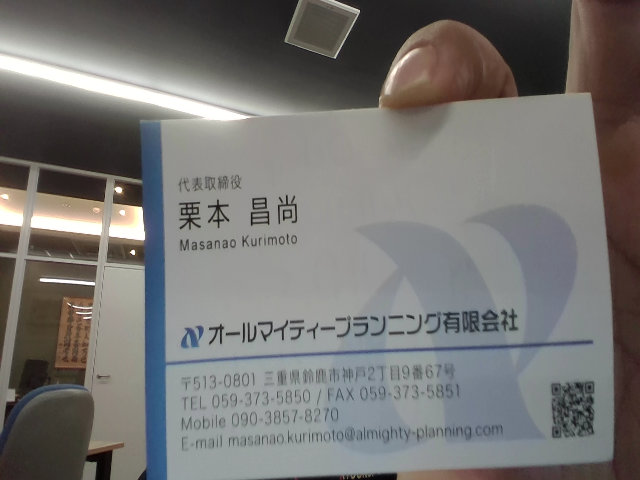 代表取締役
栗本 昌尚
Masanao Kurimoto
オールマイティープランニング有限会社
〒513-0801 三重県鈴鹿市神戸2丁目9番67号
TEL 059-373-5850 / FAX 059-373-5851
Mobile 090-3857-8270
E-mail masanao.kurimoto@almighty-planning.com